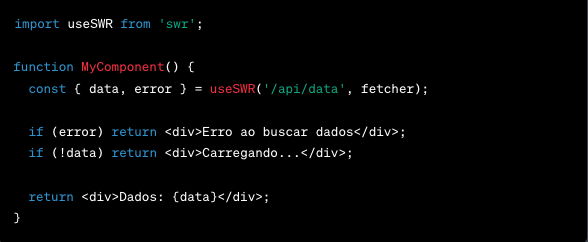 import useSWR from 'swr';
function MyComponent() {
const { data, error } = useSWR('/api/data', fetcher);
if (error) return <div>Erro ao buscar dados</div>;
if (!data) return <div>Carregando...</div>;
return <div>Dados: {data}</div>;
}